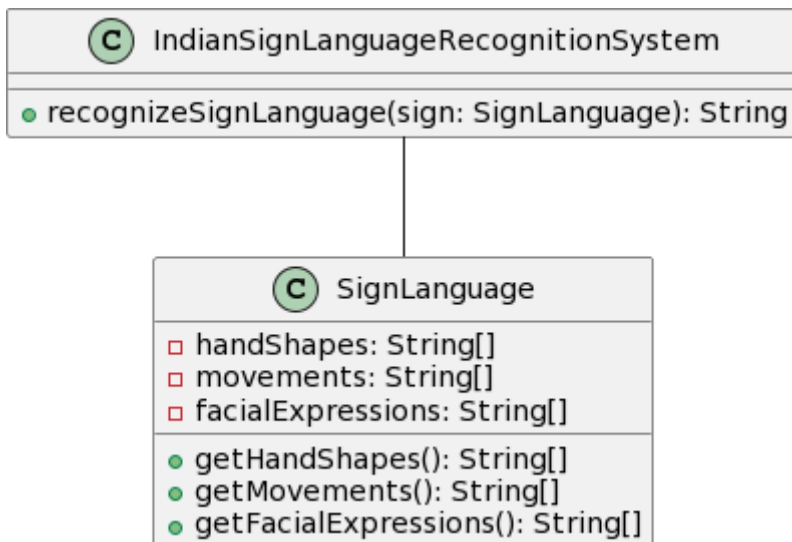 C IndianSignLanguageRecognitionSystem
recognizeSignLanguage(sign: SignLanguage): String
C SignLanguage
handShapes: String[]
movements: String[]
facialExpressions: String[]
getHandShapes(): String[]
getMovements(): String[]
getFacialExpressions(): String[]